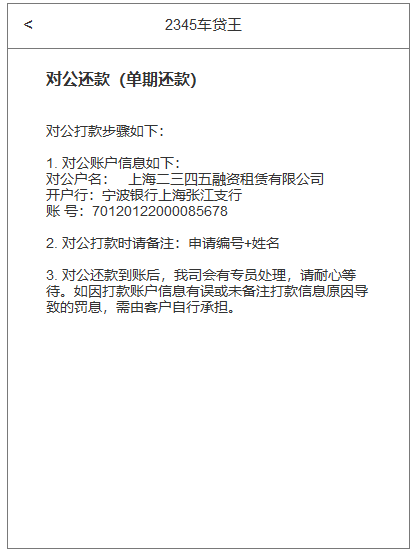 <
2345车贷王
对公还款（单期还款）
对公打款步骤如下：
1. 对公账户信息如下：
对公户名： 上海二三四五融资租赁有限公司
开户行：宁波银行上海张江支行
账 号：70120122000085678
2. 对公打款时请备注：申请编号+姓名
3. 对公还款到账后，我司会有专员处理，请耐心等
待。如因打款账户信息有误或未备注打款信息原因导
致的罚息，需由客户自行承担。